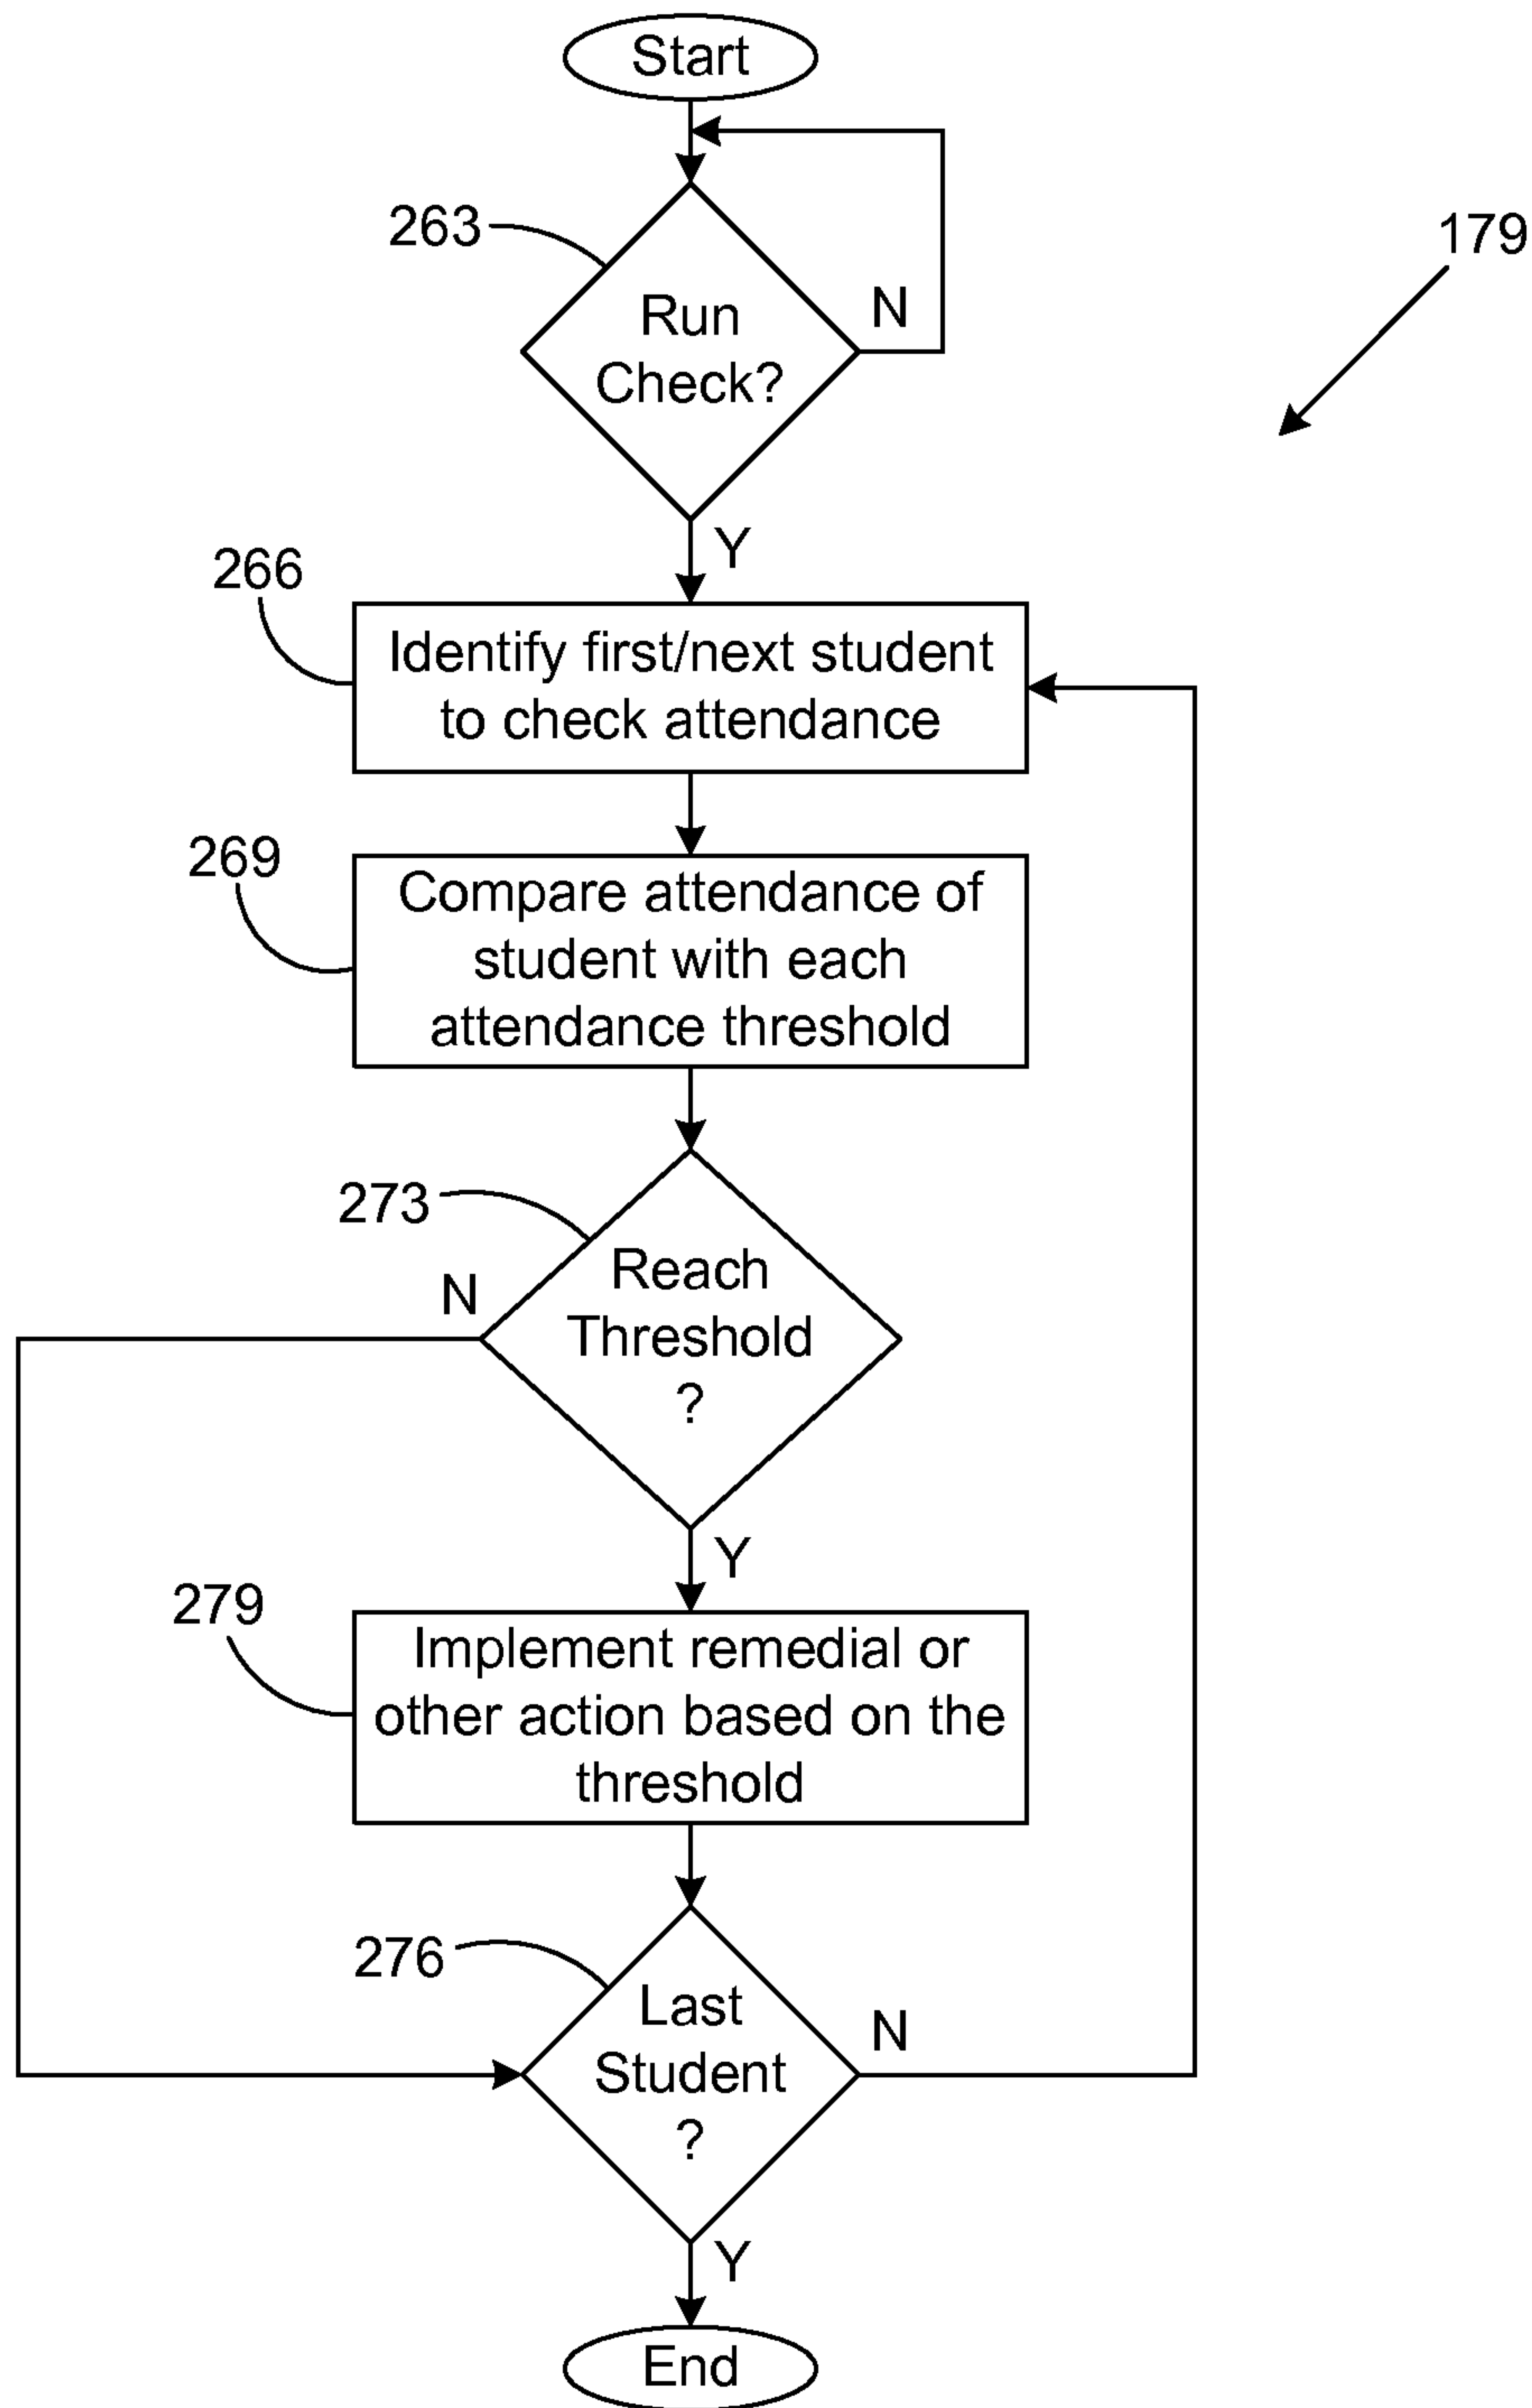 Start
263
179
Run
Check?
N
Y
266
Identify first/next student
to check attendance
269
Compare attendance of
student with each
attendance threshold
273
N
Reach
Threshold
?
Y
279
Implement remedial or
other action based on the
threshold
276
Last
Student
?
N
Y
End